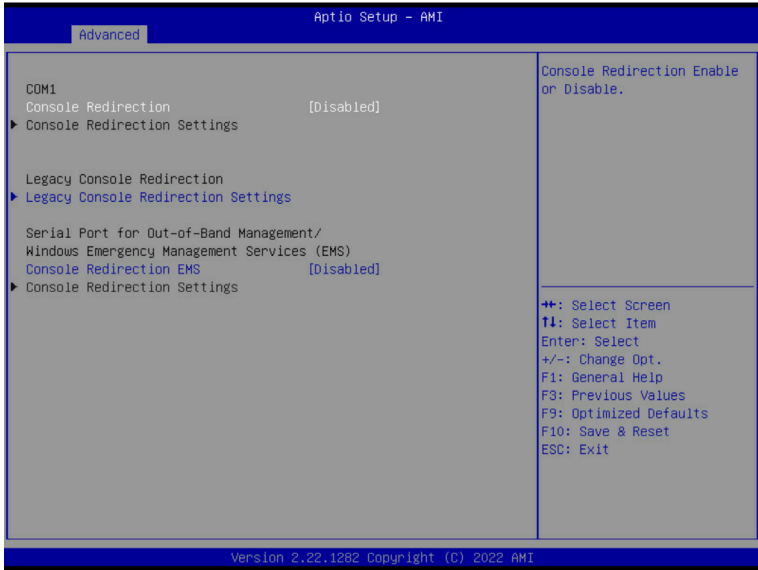 Aptio Setup – AMI
Advanced
COM1
Console Redirection [Disabled]
▶ Console Redirection Settings
Legacy Console Redirection
▶ Legacy Console Redirection Settings
Serial Port for Out-of-Band Management/
Windows Emergency Management Services (EMS)
Console Redirection EMS [Disabled]
▶ Console Redirection Settings
Console Redirection Enable
or Disable.
→←: Select Screen
↑↓: Select Item
Enter: Select
+/-: Change Opt.
F1: General Help
F3: Previous Values
F9: Optimized Defaults
F10: Save & Reset
ESC: Exit
Version 2.22.1282 Copyright (C) 2022 AMI